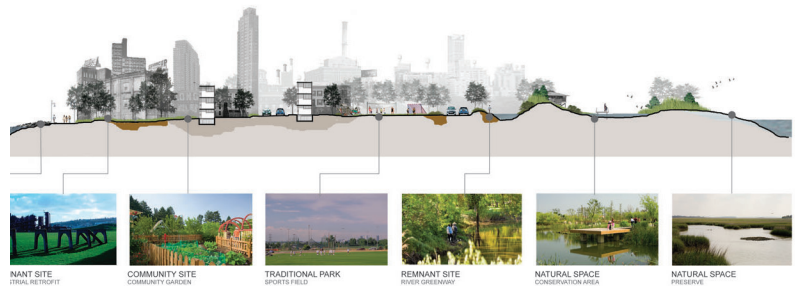 NANT SITE
STRIAL RETROFIT
COMMUNITY SITE
COMMUNITY GARDEN
TRADITIONAL PARK
SPORTS FIELD
REMNANT SITE
RIVER GREENWAY
NATURAL SPACE
CONSERVATION AREA
NATURAL SPACE
PRESERVE